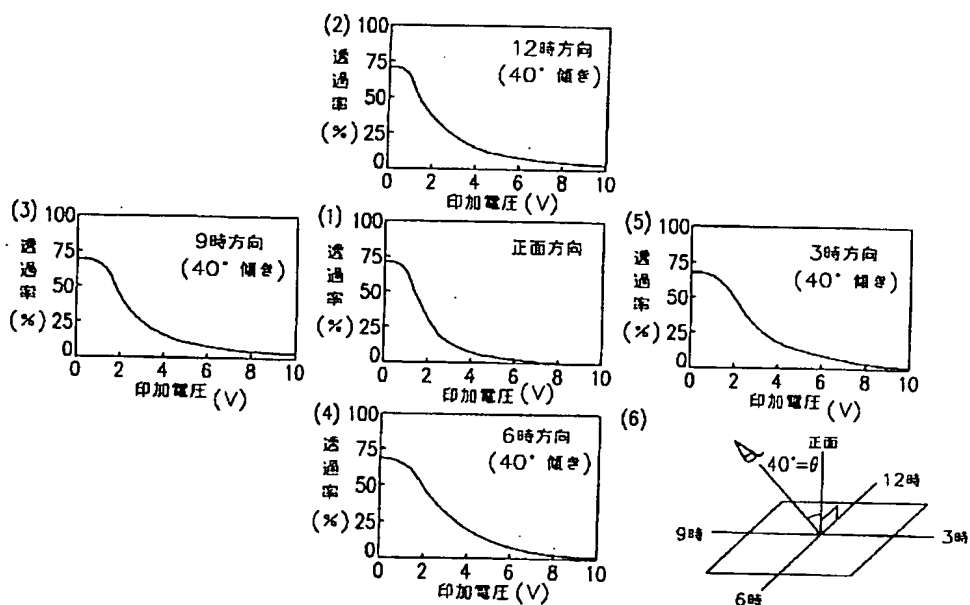 (2)
100
75
50
25
0
透過率(%)
12時方向
(40° 傾き)
0 2 4 6 8 10
印加電圧(V)
(3)
100
75
50
25
0
透過率(%)
9時方向
(40° 傾き)
0 2 4 6 8 10
印加電圧(V)
(1)
100
75
50
25
0
透過率(%)
正面方向
0 2 4 6 8 10
印加電圧(V)
(5)
100
75
50
25
0
透過率(%)
3時方向
(40° 傾き)
0 2 4 6 8 10
印加電圧(V)
(4)
100
75
50
25
0
透過率(%)
6時方向
(40° 傾き)
0 2 4 6 8 10
印加電圧(V)
(6)
正面
40°=θ
12時
9時
3時
6時